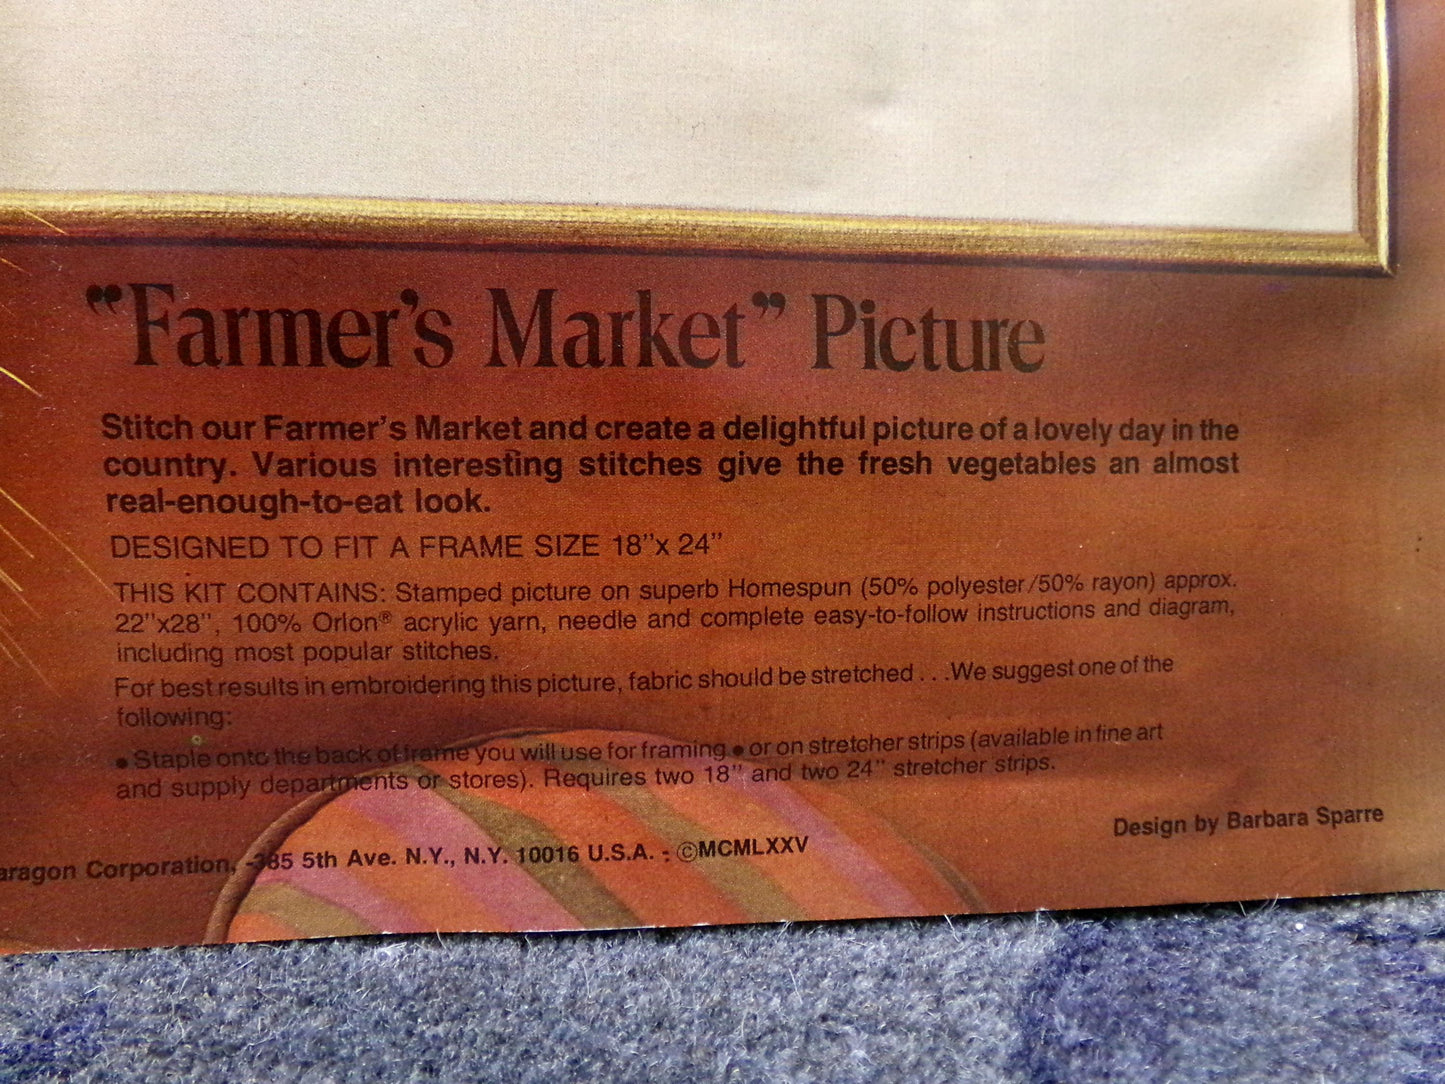 "Farmer's Market" Picture
Stitch our Farmer's Market and create a delightful picture of a lovely day in the
country. Various interesting stitches give the fresh vegetables an almost
real-enough-to-eat look.
DESIGNED TO FIT A FRAME SIZE 18"x 24"
THIS KIT CONTAINS: Stamped picture on superb Homespun (50% polyester/50% rayon) approx.
22"x28", 100% Orlon® acrylic yarn, needle and complete easy-to-follow instructions and diagram,
including most popular stitches.
For best results in embroidering this picture, fabric should be stretched . . .We suggest one of the
following:
• Staple onto the back of frame you will use for framing • or on stretcher strips (available in fine art
and supply departments or stores). Requires two 18" and two 24" stretcher strips.
Design by Barbara Sparre
aragon Corporation, -385 5th Ave. N.Y., N.Y. 10016 U.S.A. : ©MCMLXXV